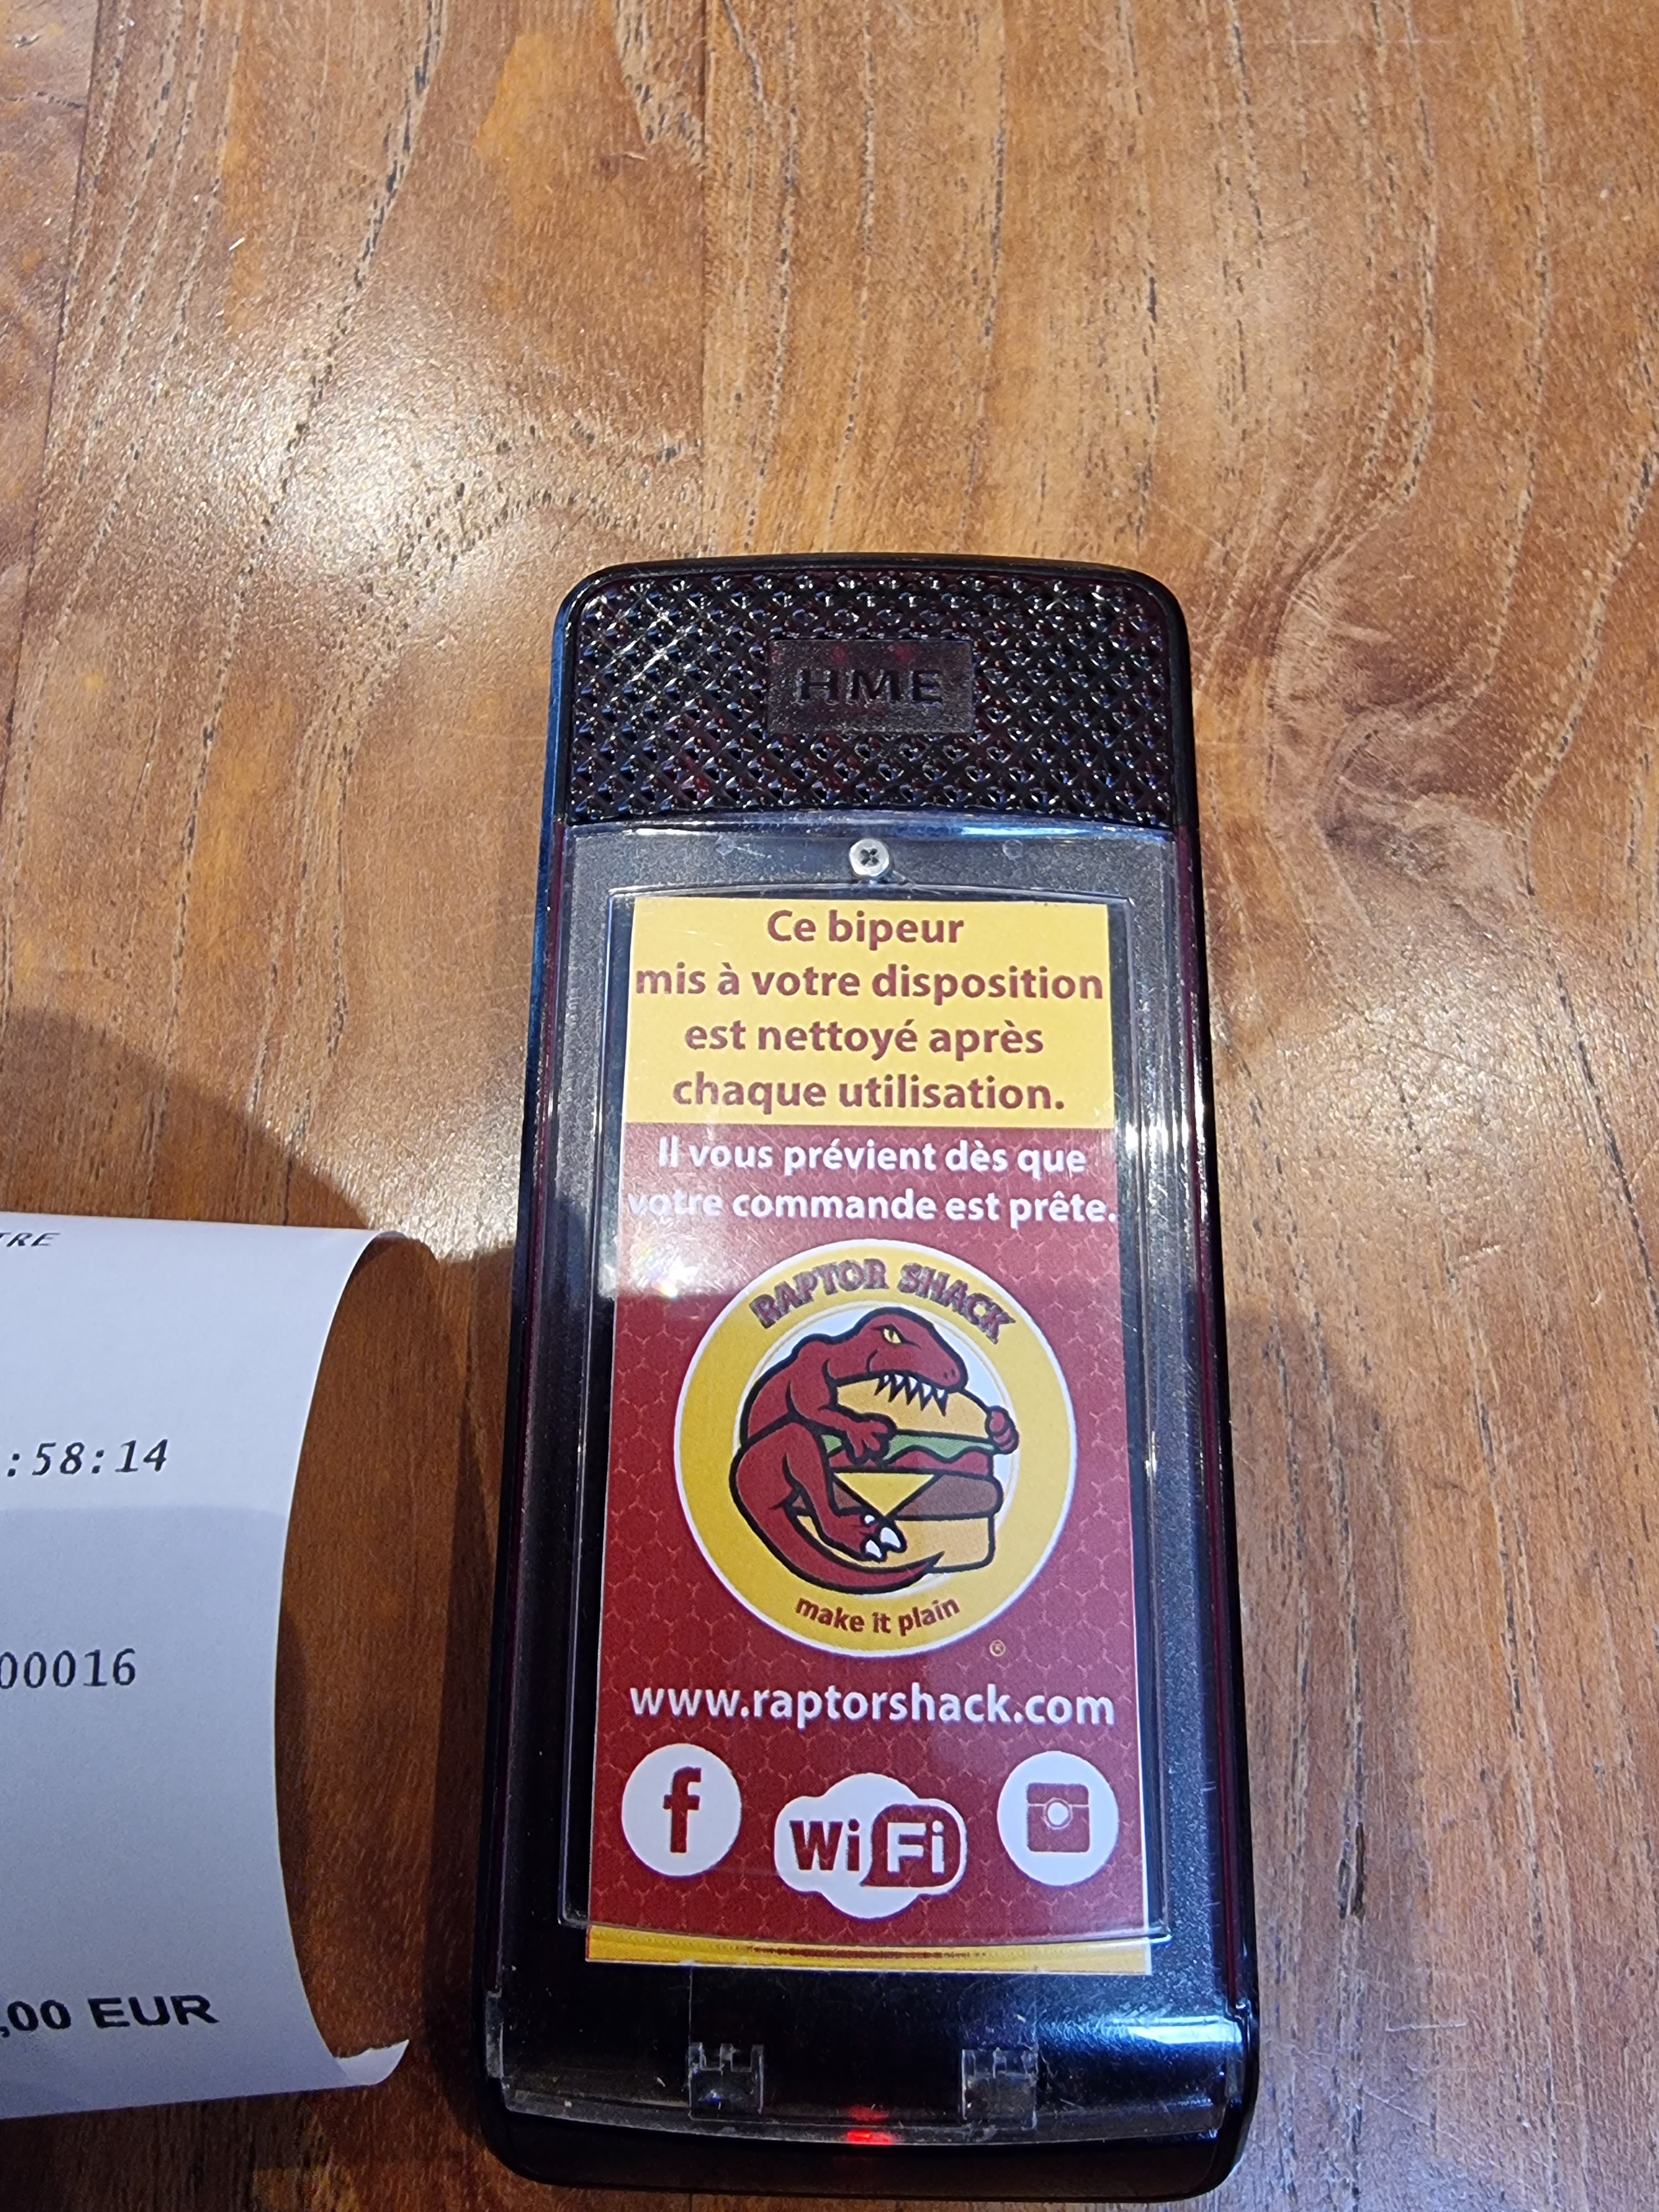 HME
Ce bipeur
mis à votre disposition
est nettoyé après
chaque utilisation.
Il vous prévient dès que
votre commande est prête.
RAPTOR SHACK
make it plain
®
www.raptorshack.com
f
WiFi
TRE
:58:14
00016
,00 EUR